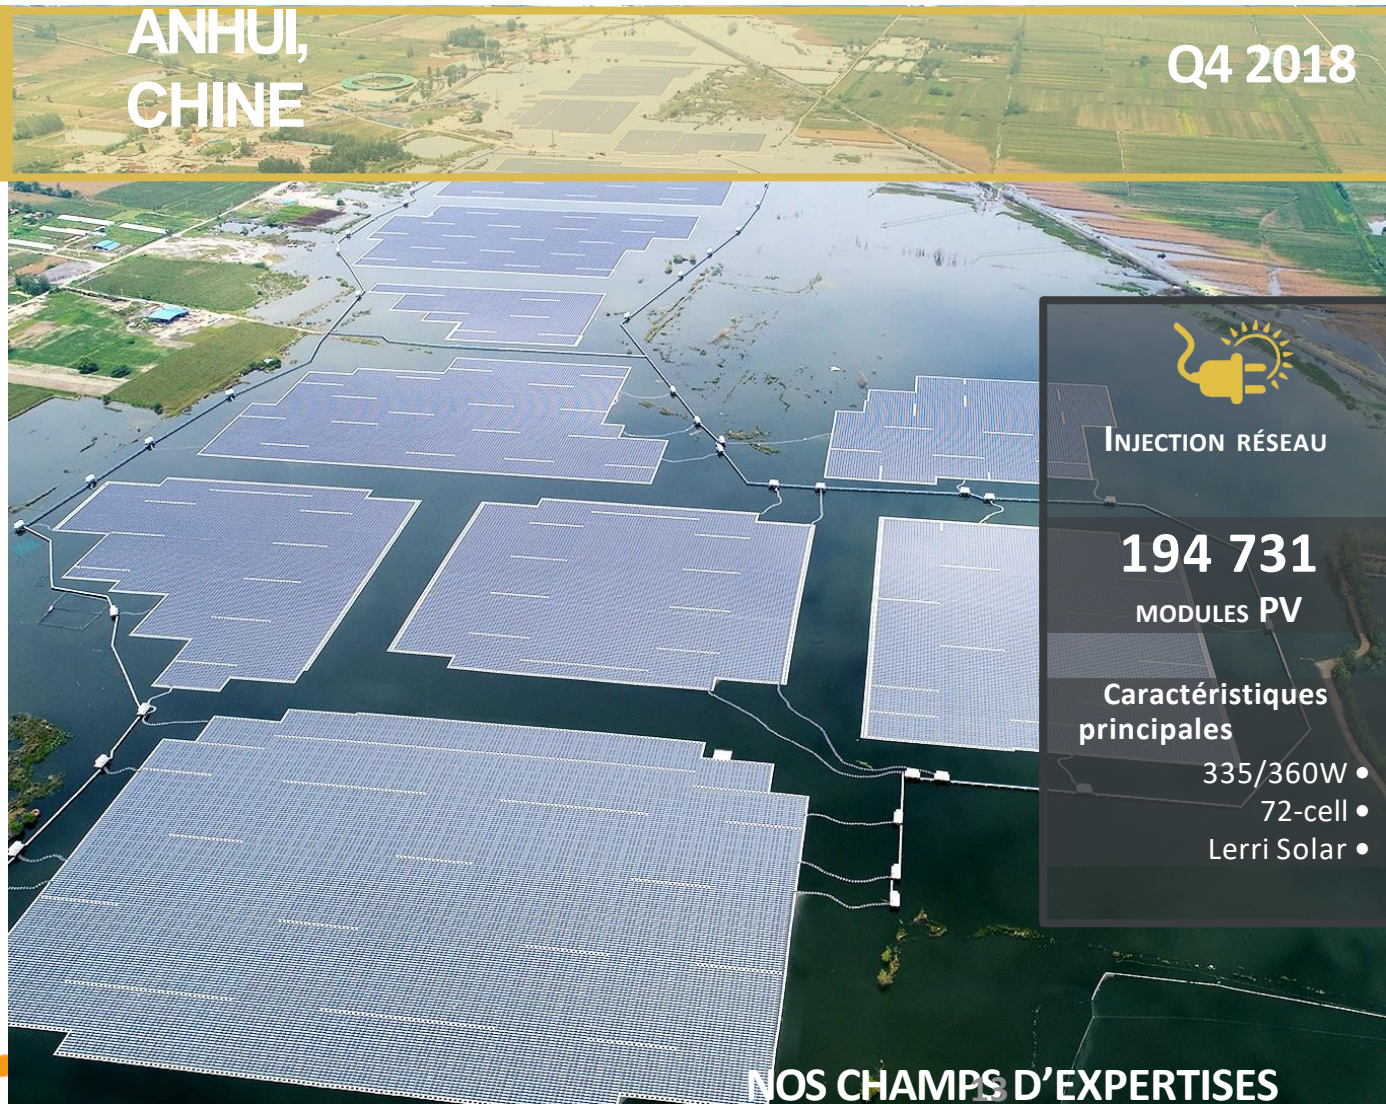 ANHUI,
CHINE
Q4 2018
INJECTION RÉSEAU
194 731
MODULES PV
Caractéristiques
principales
335/360W •
72-cell •
Lerri Solar •
NOS CHAMPS D'EXPERTISES
13